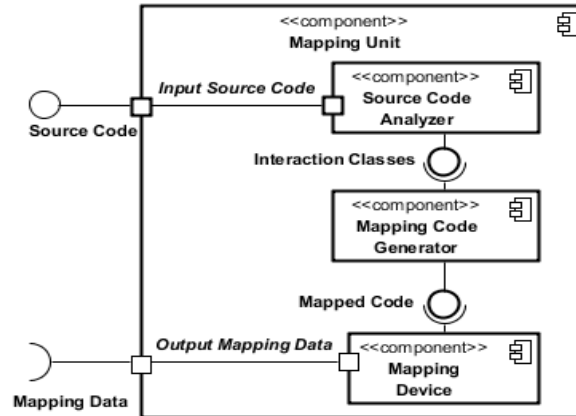 <<component>>
Mapping Unit
Input Source Code
<<component>>
Source Code
Analyzer
Source Code
Interaction Classes
<<component>>
Mapping Code
Generator
Mapped Code
Output Mapping Data
<<component>>
Mapping
Device
Mapping Data